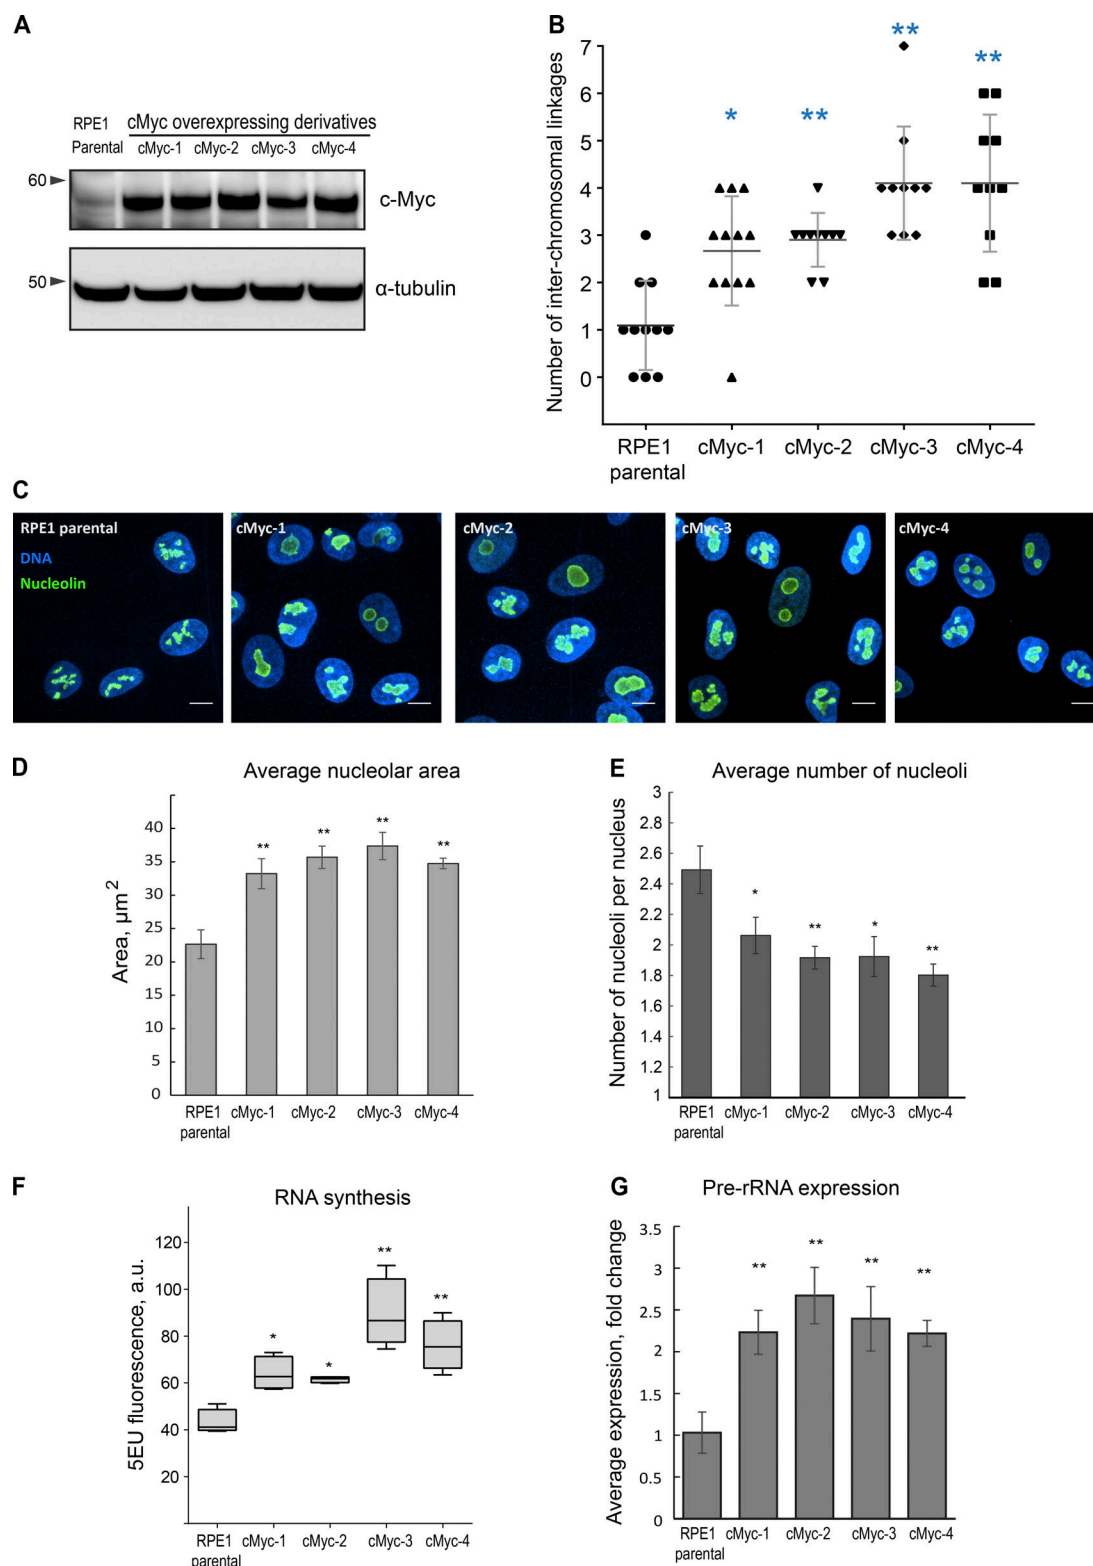 A
RPE1
Parental
cMyc overexpressing derivatives
cMyc-1 cMyc-2 cMyc-3 cMyc-4
60
c-Myc
50
α-tubulin
B
Number of inter-chromosomal linkages
7
6
5
4
3
2
1
0
*
**
**
**
RPE1
parental
cMyc-1
cMyc-2
cMyc-3
cMyc-4
C
RPE1 parental
DNA
Nucleolin
cMyc-1
cMyc-2
cMyc-3
cMyc-4
D
Average nucleolar area
Area, µm²
40
35
30
25
20
15
10
5
0
**
**
**
**
RPE1
parental
cMyc-1
cMyc-2
cMyc-3
cMyc-4
E
Average number of nucleoli
Number of nucleoli per nucleus
3
2.8
2.6
2.4
2.2
2
1.8
1.6
1.4
1.2
1
*
**
*
**
RPE1
parental
cMyc-1
cMyc-2
cMyc-3
cMyc-4
F
RNA synthesis
5EU fluorescence, a.u.
120
100
80
60
40
20
*
*
**
**
RPE1
parental
cMyc-1
cMyc-2
cMyc-3
cMyc-4
G
Pre-rRNA expression
Average expression, fold change
3.5
3
2.5
2
1.5
1
0.5
0
**
**
**
**
RPE1
parental
cMyc-1
cMyc-2
cMyc-3
cMyc-4